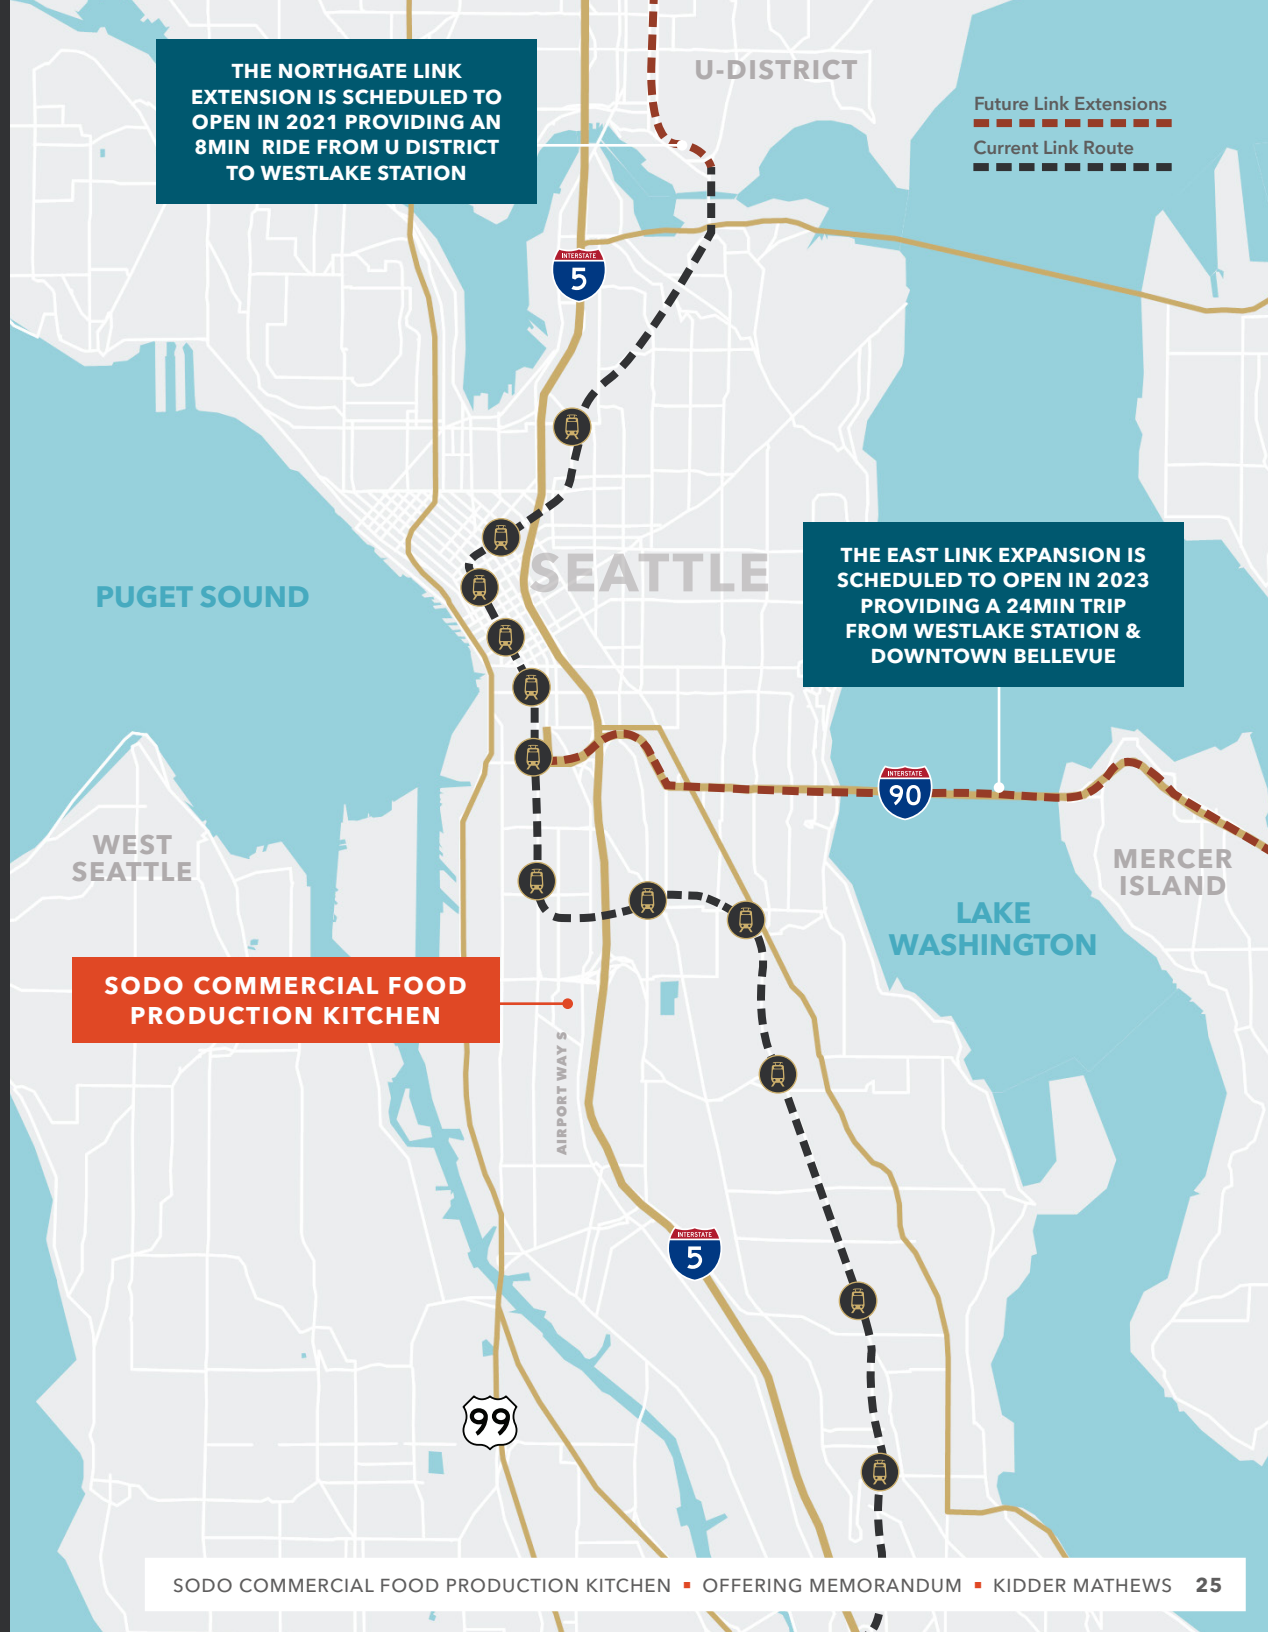 THE NORTHGATE LINK
EXTENSION IS SCHEDULED TO
OPEN IN 2021 PROVIDING AN
8MIN RIDE FROM U DISTRICT
TO WESTLAKE STATION
U-DISTRICT
Future Link Extensions
Current Link Route
INTERSTATE
5
SEATTLE
PUGET SOUND
THE EAST LINK EXPANSION IS
SCHEDULED TO OPEN IN 2023
PROVIDING A 24MIN TRIP
FROM WESTLAKE STATION &
DOWNTOWN BELLEVUE
INTERSTATE
90
WEST
SEATTLE
MERCER
ISLAND
LAKE
WASHINGTON
SODO COMMERCIAL FOOD
PRODUCTION KITCHEN
AIRPORT WAY S
INTERSTATE
5
99
SODO COMMERCIAL FOOD PRODUCTION KITCHEN ▪ OFFERING MEMORANDUM ▪ KIDDER MATHEWS 25